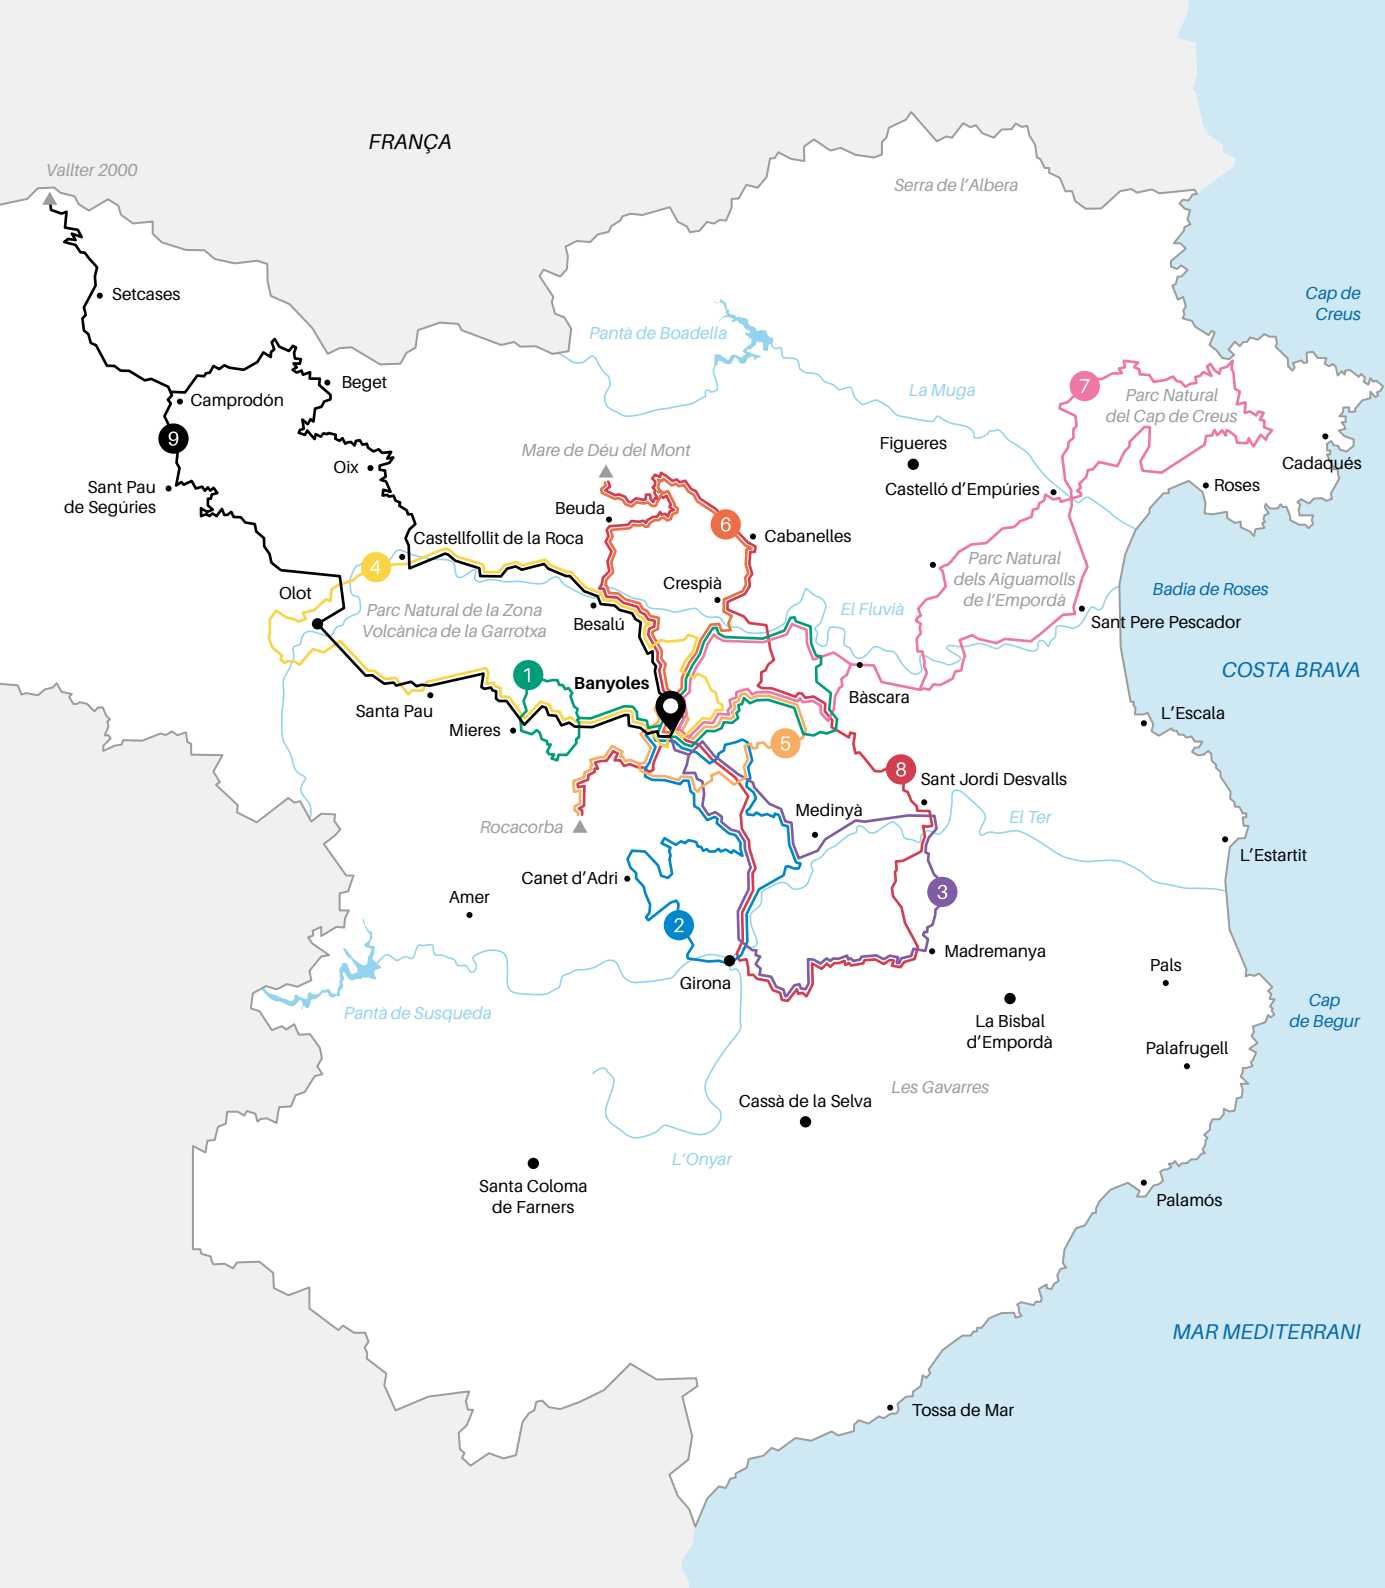 FRANÇA
Vallter 2000
Serra de l’Albera
Setcases
Cap de
Creus
Pantà de Boadella
Beget
Camprodón
La Muga
7
Parc Natural
del Cap de Creus
9
Figueres
Mare de Déu del Mont
Oix
Cadaqués
Sant Pau
de Segúries
Castelló d’Empúries
Roses
Beuda
6
Cabanelles
Castellfollit de la Roca
4
Parc Natural
dels Aiguamolls
de l’Empordà
Crespià
Badia de Roses
Olot
Parc Natural de la Zona
Volcànica de la Garrotxa
El Fluvià
Besalú
Sant Pere Pescador
COSTA BRAVA
1
Banyoles
Bàscara
Santa Pau
L’Escala
Mieres
5
8
Sant Jordi Desvalls
Medinyà
El Ter
Rocacorba
L’Estartit
Canet d’Adri
Amer
3
2
Madremanya
Pals
Girona
Pantà de Susqueda
La Bisbal
d’Empordà
Cap
de Begur
Palafrugell
Les Gavarres
Cassà de la Selva
L’Onyar
Santa Coloma
de Farners
Palamós
MAR MEDITERRANI
Tossa de Mar